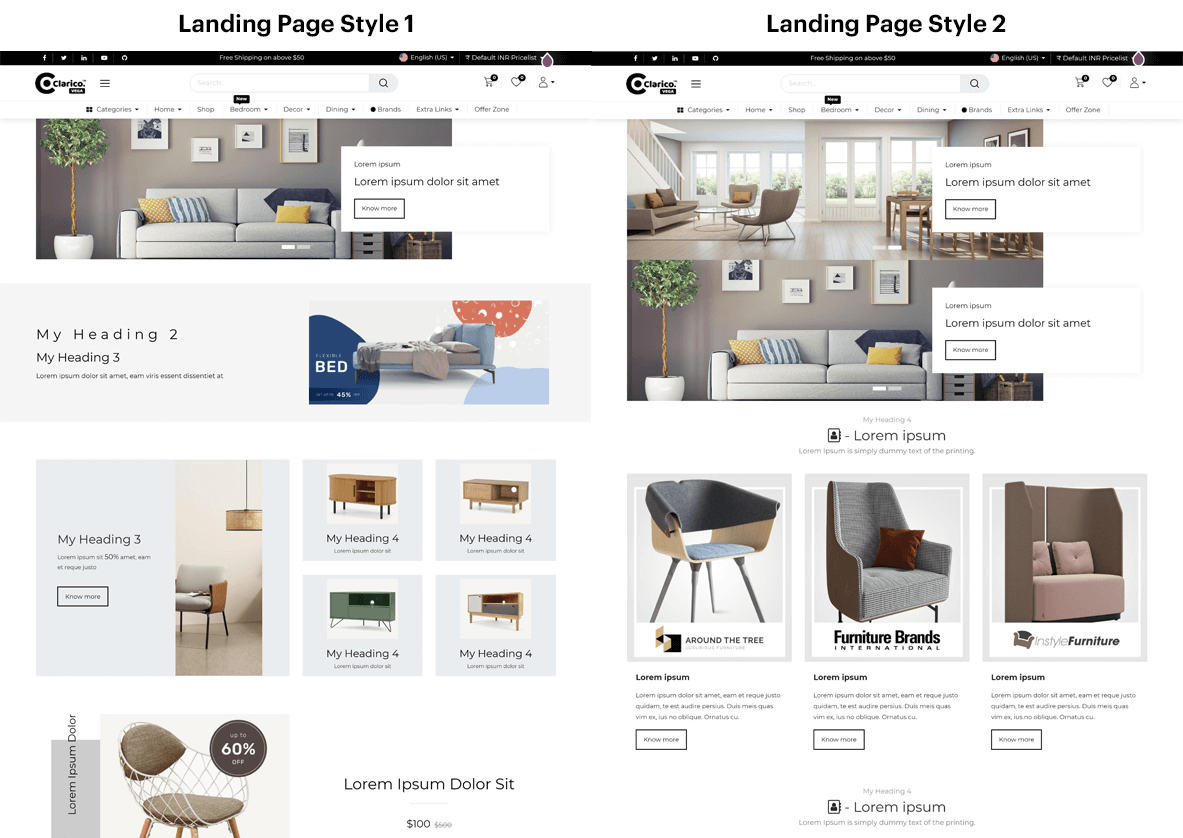 Landing Page Style 1
Free Shipping on above $50
English (US)
₹ Default INR Pricelist
Clarico™
VEGA
Search...
0
0
New
Categories
Home
Shop
Bedroom
Decor
Dining
Brands
Extra Links
Offer Zone
Lorem ipsum
Lorem ipsum dolor sit amet
Know more
My Heading 2
My Heading 3
Lorem ipsum dolor sit amet, eam viris essent dissentiet at
FLEXIBLE
BED
Get up to 45% OFF
My Heading 3
Lorem ipsum sit 50% amet, eam
et reque justo
Know more
My Heading 4
Lorem ipsum dolor sit
My Heading 4
Lorem ipsum dolor sit
My Heading 4
Lorem ipsum dolor sit
My Heading 4
Lorem ipsum dolor sit
Lorem Ipsum Dolor
up to
60%
OFF
Lorem Ipsum Dolor Sit
$100 $500
Landing Page Style 2
Free Shipping on above $50
English (US)
₹ Default INR Pricelist
Clarico™
VEGA
Search...
0
0
New
Categories
Home
Shop
Bedroom
Decor
Dining
Brands
Extra Links
Offer Zone
Lorem ipsum
Lorem ipsum dolor sit amet
Know more
Lorem ipsum
Lorem ipsum dolor sit amet
Know more
My Heading 4
- Lorem ipsum
Lorem Ipsum is simply dummy text of the printing.
AROUND THE TREE
LUXURIOUS FURNITURE
Lorem ipsum
Lorem ipsum dolor sit amet, eam et reque justo
quidam, te est audire persius. Duis meis quas
vim ex, ius no oblique. Ornatus cu.
Know more
Furniture Brands
INTERNATIONAL
Lorem ipsum
Lorem ipsum dolor sit amet, eam et reque justo
quidam, te est audire persius. Duis meis quas
vim ex, ius no oblique. Ornatus cu.
Know more
InstyleFurniture
Lorem ipsum
Lorem ipsum dolor sit amet, eam et reque justo
quidam, te est audire persius. Duis meis quas
vim ex, ius no oblique. Ornatus cu.
Know more
My Heading 4
- Lorem ipsum
Lorem Ipsum is simply dummy text of the printing.